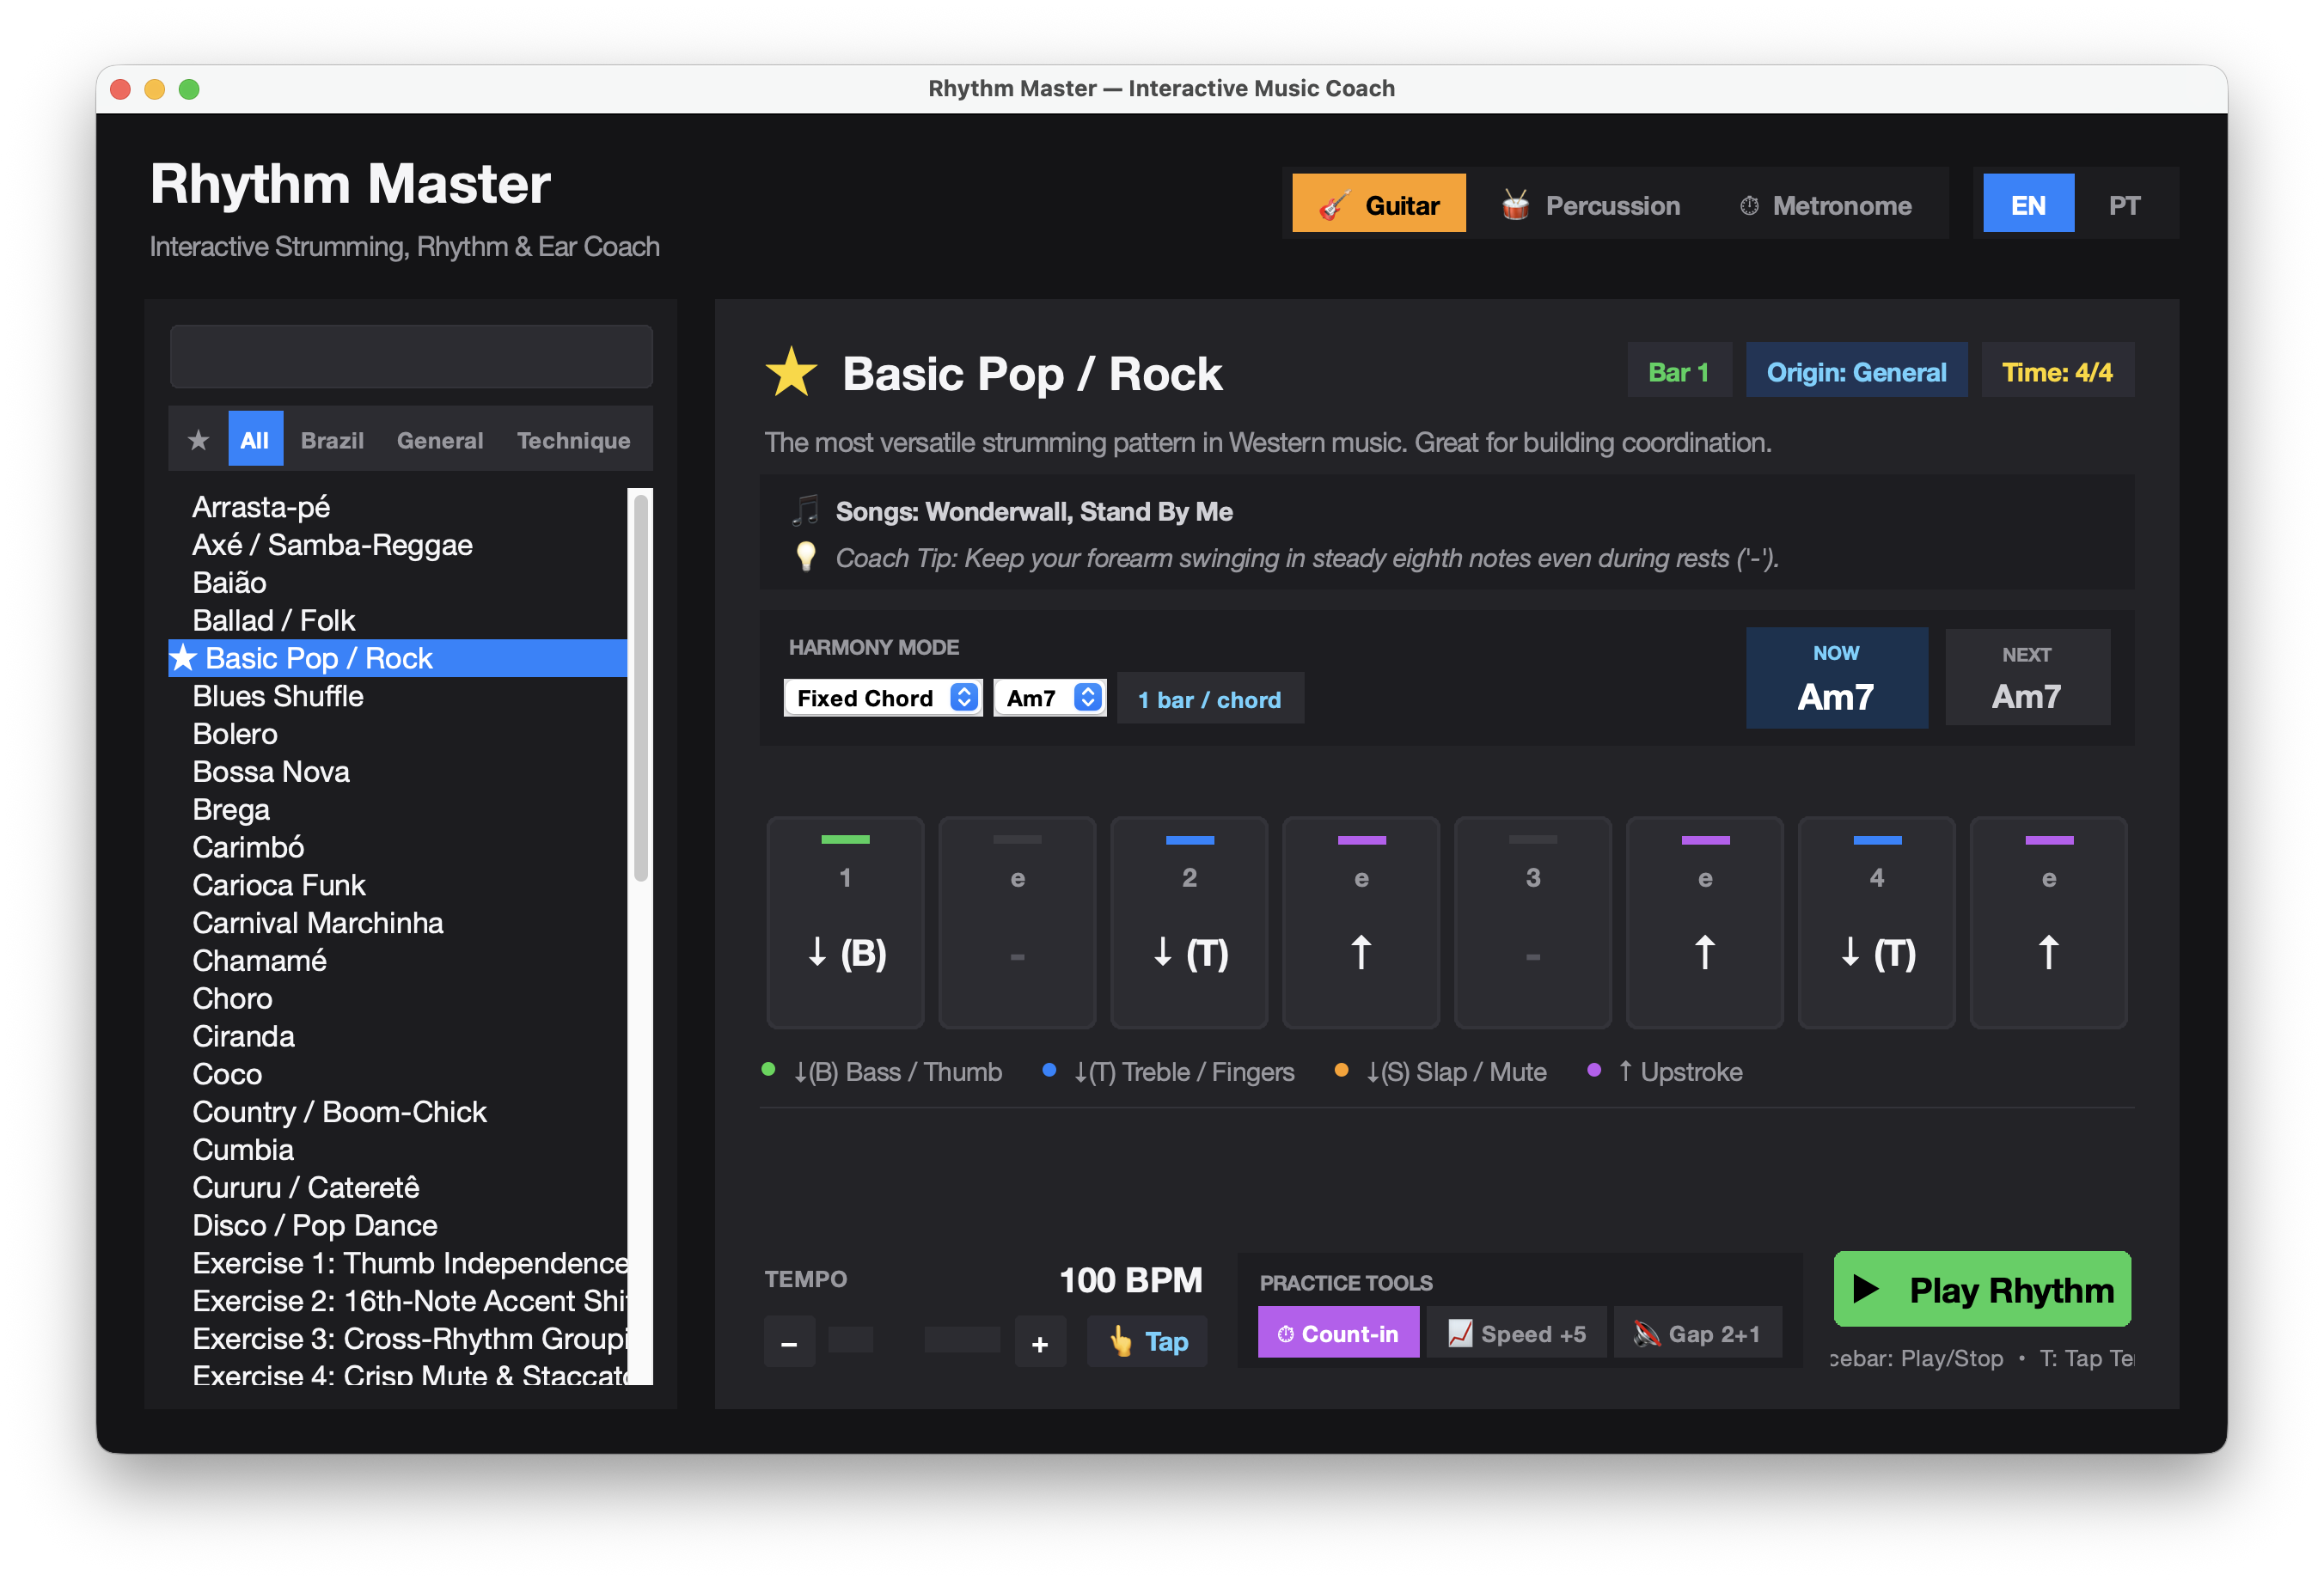 Rhythm Master — Interactive Music Coach
Rhythm Master
Interactive Strumming, Rhythm & Ear Coach
Guitar
Percussion
Metronome
EN
PT
★ All Brazil General Technique
Arrasta-pé
Axé / Samba-Reggae
Baião
Ballad / Folk
★ Basic Pop / Rock
Blues Shuffle
Bolero
Bossa Nova
Brega
Carimbó
Carioca Funk
Carnival Marchinha
Chamamé
Choro
Ciranda
Coco
Country / Boom-Chick
Cumbia
Cururu / Cateretê
Disco / Pop Dance
Exercise 1: Thumb Independence
Exercise 2: 16th-Note Accent Shi
Exercise 3: Cross-Rhythm Groupi
Exercise 4: Crisp Mute & Staccato
★ Basic Pop / Rock
Bar 1
Origin: General
Time: 4/4
The most versatile strumming pattern in Western music. Great for building coordination.
Songs: Wonderwall, Stand By Me
Coach Tip: Keep your forearm swinging in steady eighth notes even during rests ('-').
HARMONY MODE
Fixed Chord
Am7
1 bar / chord
NOW
Am7
NEXT
Am7
1 e 2 e 3 e 4 e
↓ (B) - ↓ (T) ↑ - ↑ ↓ (T) ↑
↓(B) Bass / Thumb
↓(T) Treble / Fingers
↓(S) Slap / Mute
↑ Upstroke
TEMPO
100 BPM
−
+
Tap
PRACTICE TOOLS
Count-in
Speed +5
Gap 2+1
▶ Play Rhythm
cebar: Play/Stop • T: Tap Te